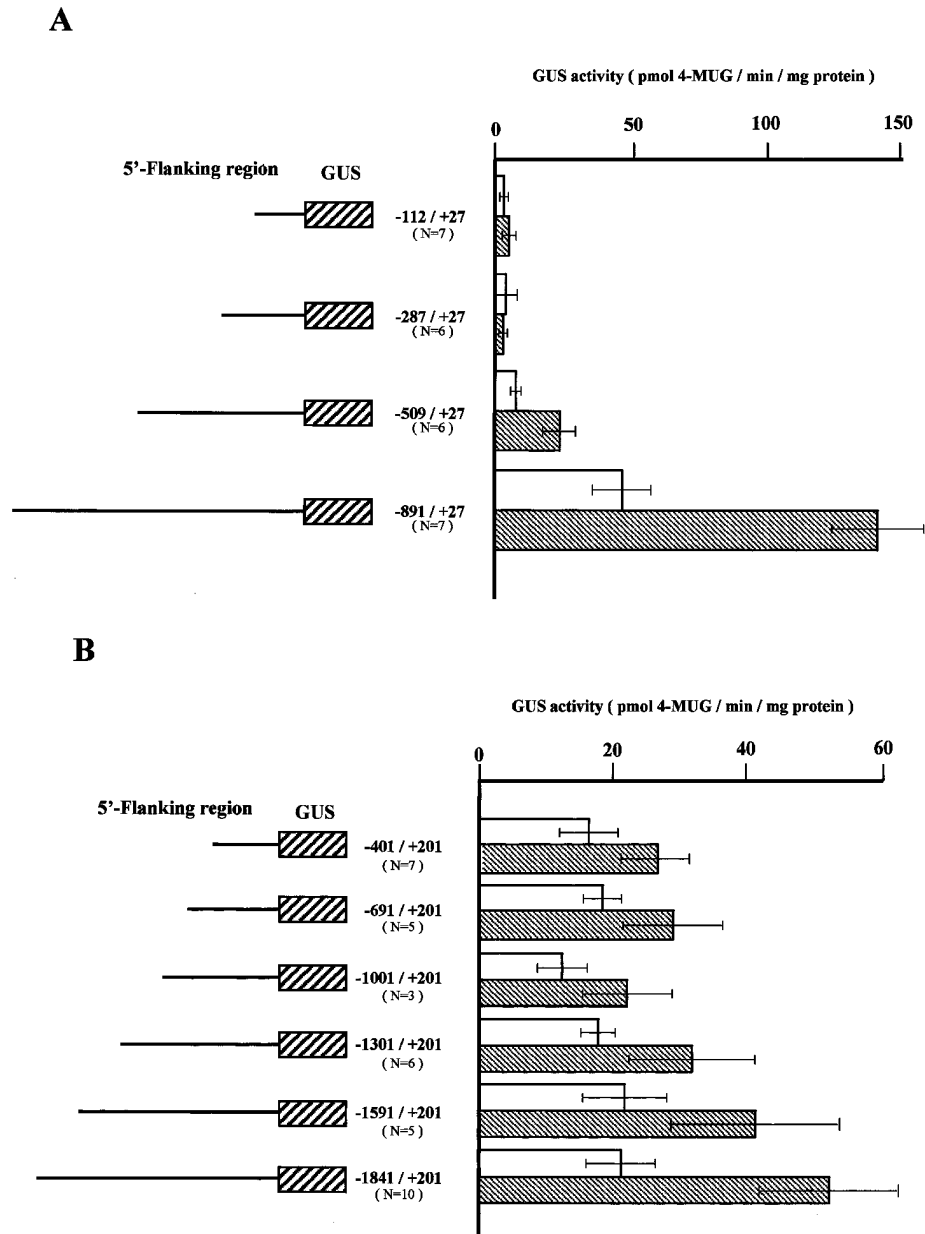 A
GUS activity ( pmol 4-MUG / min / mg protein )
0 50 100 150
5'-Flanking region GUS
-112 / +27
( N=7 )
-287 / +27
( N=6 )
-509 / +27
( N=6 )
-891 / +27
( N=7 )
B
GUS activity ( pmol 4-MUG / min / mg protein )
0 20 40 60
5'-Flanking region GUS
-401 / +201
( N=7 )
-691 / +201
( N=5 )
-1001 / +201
( N=3 )
-1301 / +201
( N=6 )
-1591 / +201
( N=5 )
-1841 / +201
( N=10 )